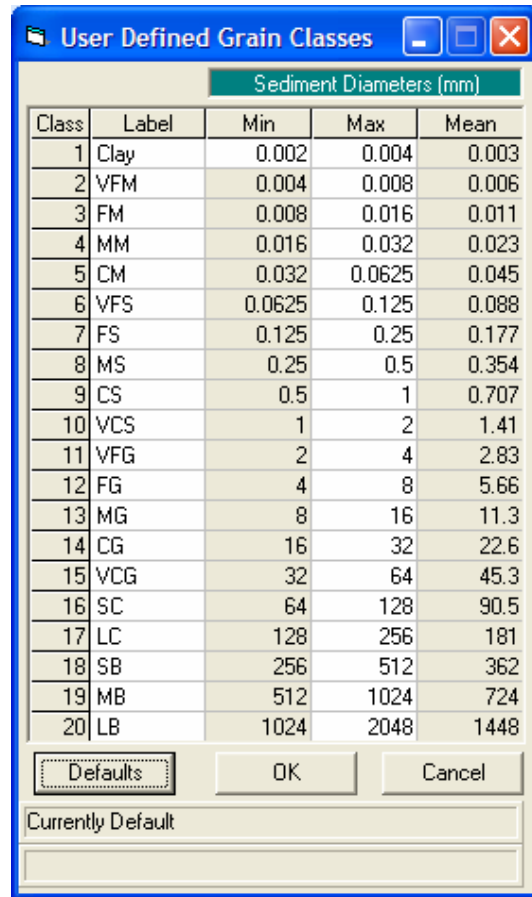 User Defined Grain Classes
Sediment Diameters (mm)
Class Label Min Max Mean
1 Clay 0.002 0.004 0.003
2 VFM 0.004 0.008 0.006
3 FM 0.008 0.016 0.011
4 MM 0.016 0.032 0.023
5 CM 0.032 0.0625 0.045
6 VFS 0.0625 0.125 0.088
7 FS 0.125 0.25 0.177
8 MS 0.25 0.5 0.354
9 CS 0.5 1 0.707
10 VCS 1 2 1.41
11 VFG 2 4 2.83
12 FG 4 8 5.66
13 MG 8 16 11.3
14 CG 16 32 22.6
15 VCG 32 64 45.3
16 SC 64 128 90.5
17 LC 128 256 181
18 SB 256 512 362
19 MB 512 1024 724
20 LB 1024 2048 1448
Defaults OK Cancel
Currently Default